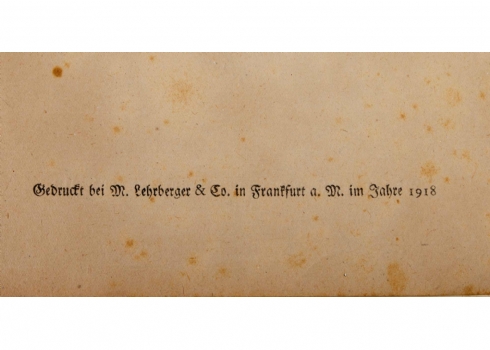 Gedruckt bei M. Lehrberger & Co. in Frankfurt a. M. im Jahre 1918